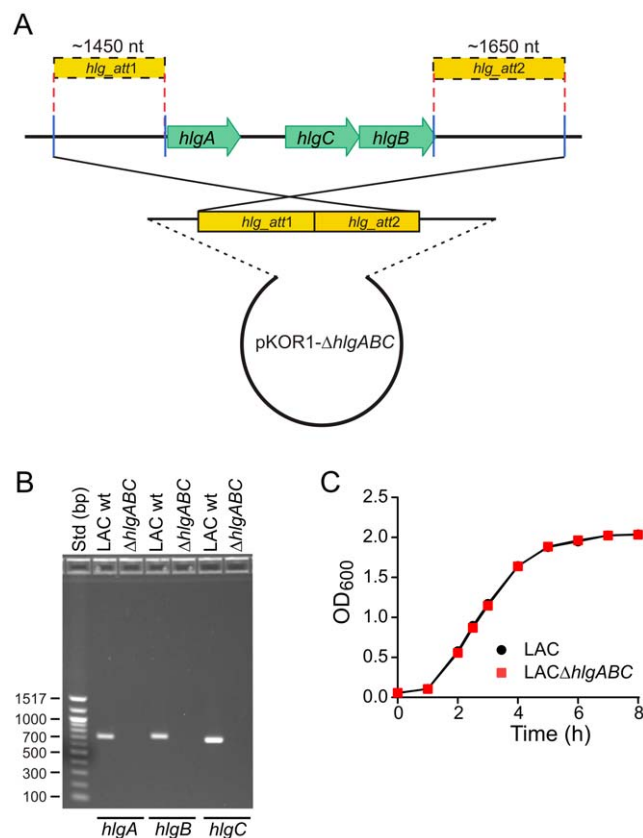 A
~1450 nt
~1650 nt
hlg_att1
hlg_att2
hlgA
hlgC
hlgB
hlg_att1
hlg_att2
pKOR1-ΔhlgABC
B
Std (bp)
LAC wt
ΔhlgABC
LAC wt
ΔhlgABC
LAC wt
ΔhlgABC
1517
1000
700
500
300
100
hlgA
hlgB
hlgC
C
OD600
2.5
2.0
1.5
1.0
0.5
0.0
LAC
LACΔhlgABC
0 2 4 6 8
Time (h)